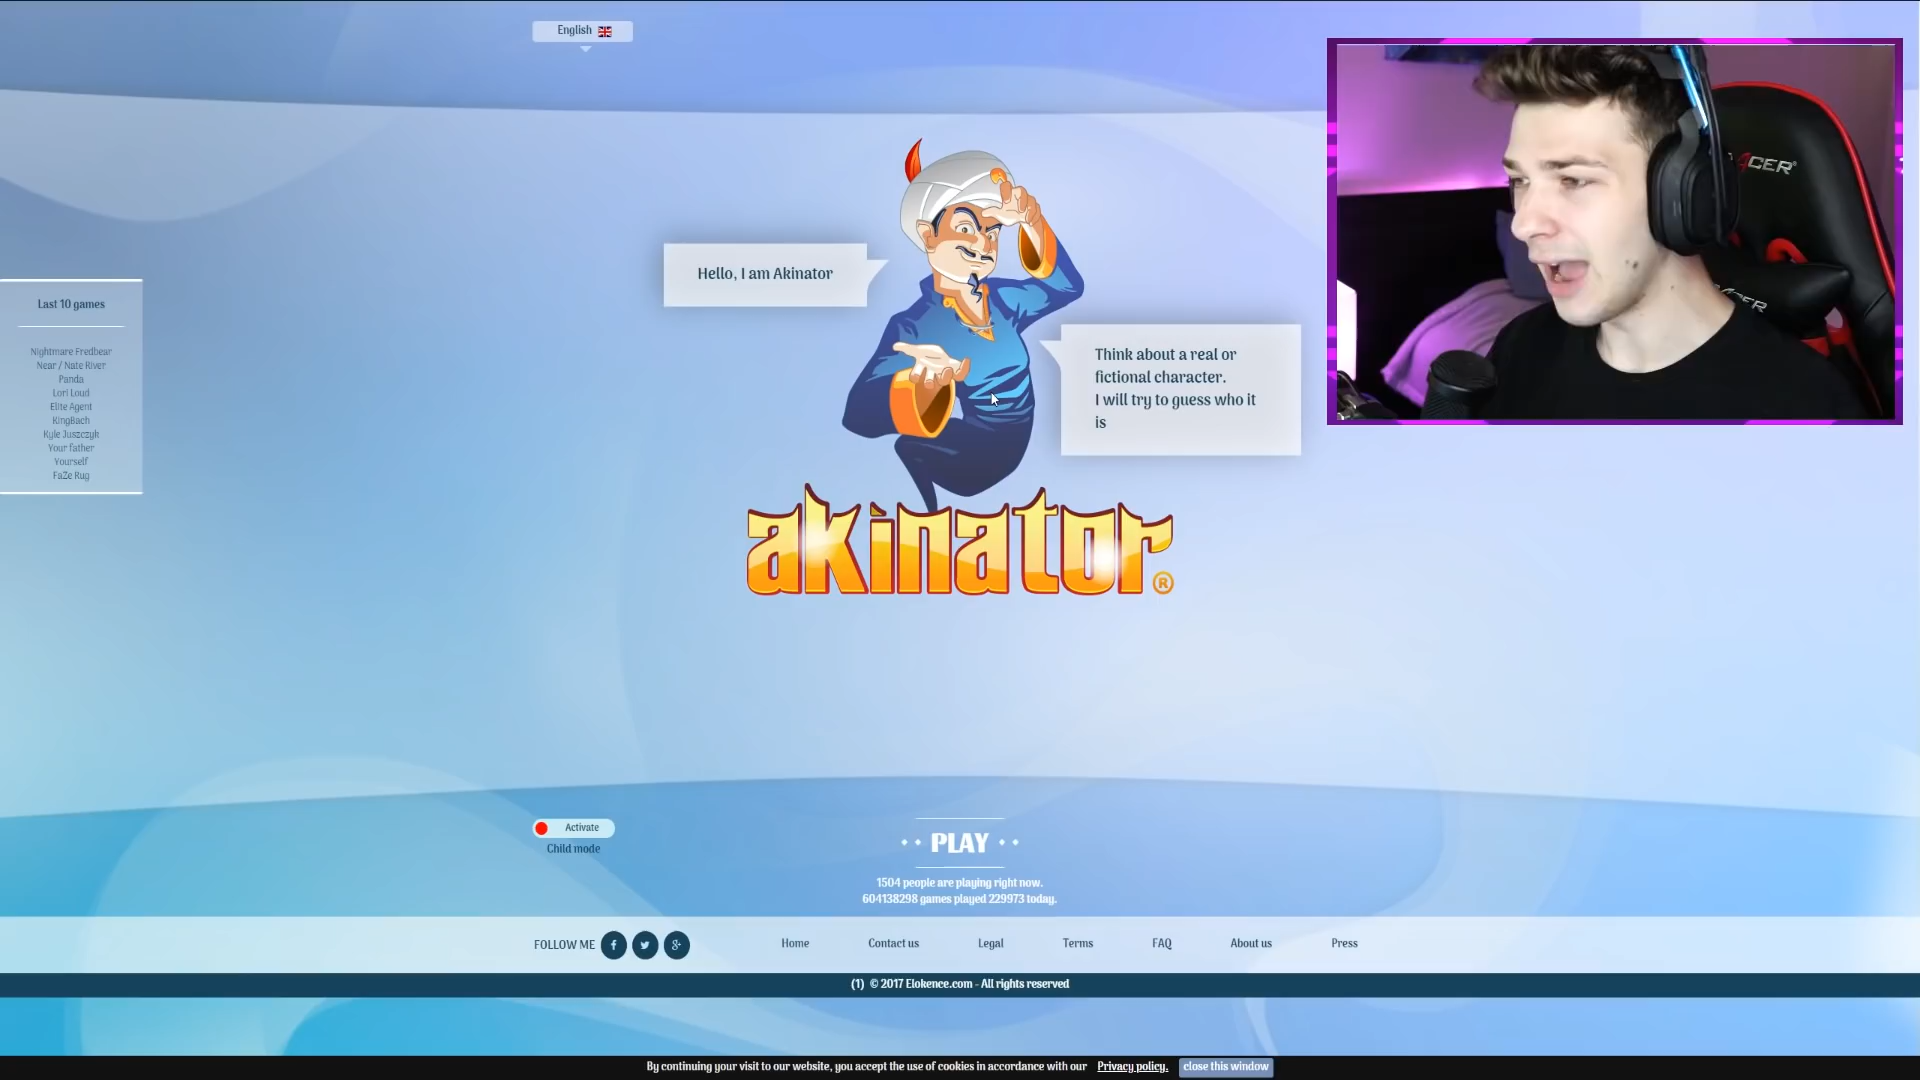 English
Hello, I am Akinator
Think about a real or
fictional character.
I will try to guess who it
is
Last 10 games
Nightmare Fredbear
Near / Nate River
Panda
Lori Loud
Elite Agent
KingBach
Kyle Juszczyk
Your father
Yourself
FaZe Rug
akinator®
Activate
Child mode
PLAY
1504 people are playing right now.
604138298 games played 229973 today.
FOLLOW ME
Home
Contact us
Legal
Terms
FAQ
About us
Press
(1) © 2017 Elokence.com - All rights reserved
By continuing your visit to our website, you accept the use of cookies in accordance with our Privacy policy. close this window